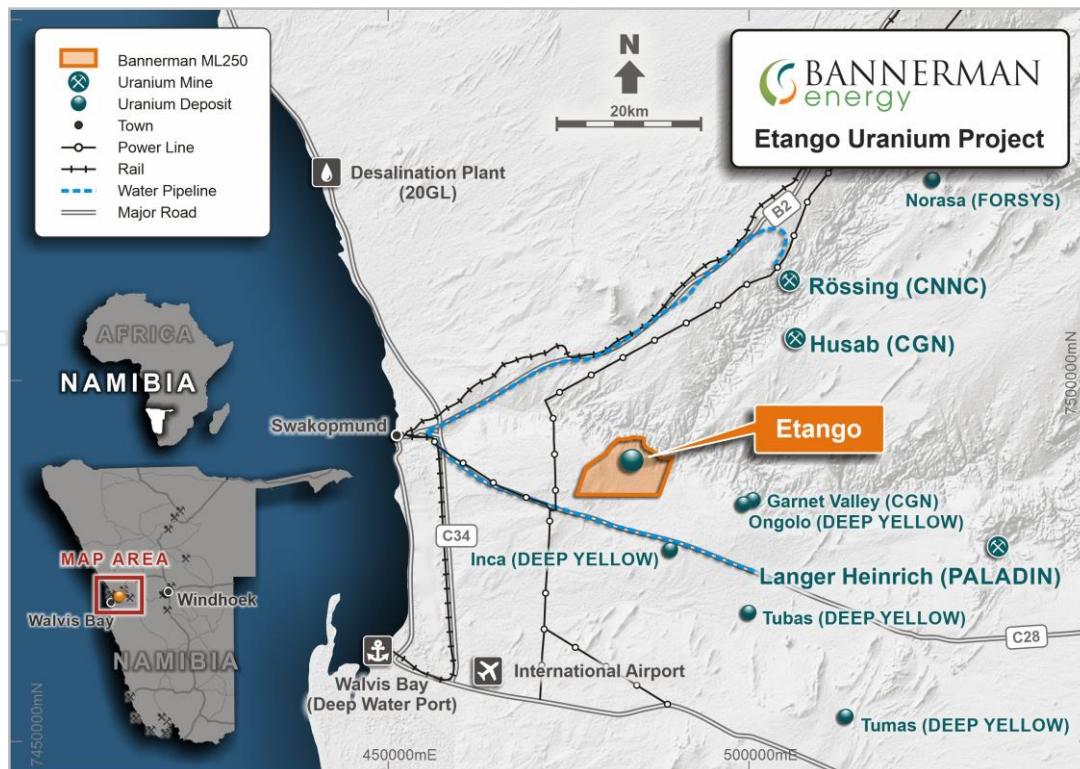 Bannerman ML250
Uranium Mine
Uranium Deposit
Town
Power Line
Rail
Water Pipeline
Major Road
N
20km
BANNERMAN
energy
Etango Uranium Project
Desalination Plant
(20GL)
B2
Norasa (FORSYS)
Rössing (CNNC)
Husab (CGN)
7500000mN
AFRICA
NAMIBIA
Swakopmund
Etango
Garnet Valley (CGN)
Ongolo (DEEP YELLOW)
C34
Inca (DEEP YELLOW)
Langer Heinrich (PALADIN)
MAP AREA
Windhoek
Walvis Bay
NAMIBIA
Tubas (DEEP YELLOW)
C28
Walvis Bay
(Deep Water Port)
International Airport
Tumas (DEEP YELLOW)
7450000mN
450000mE
500000mE